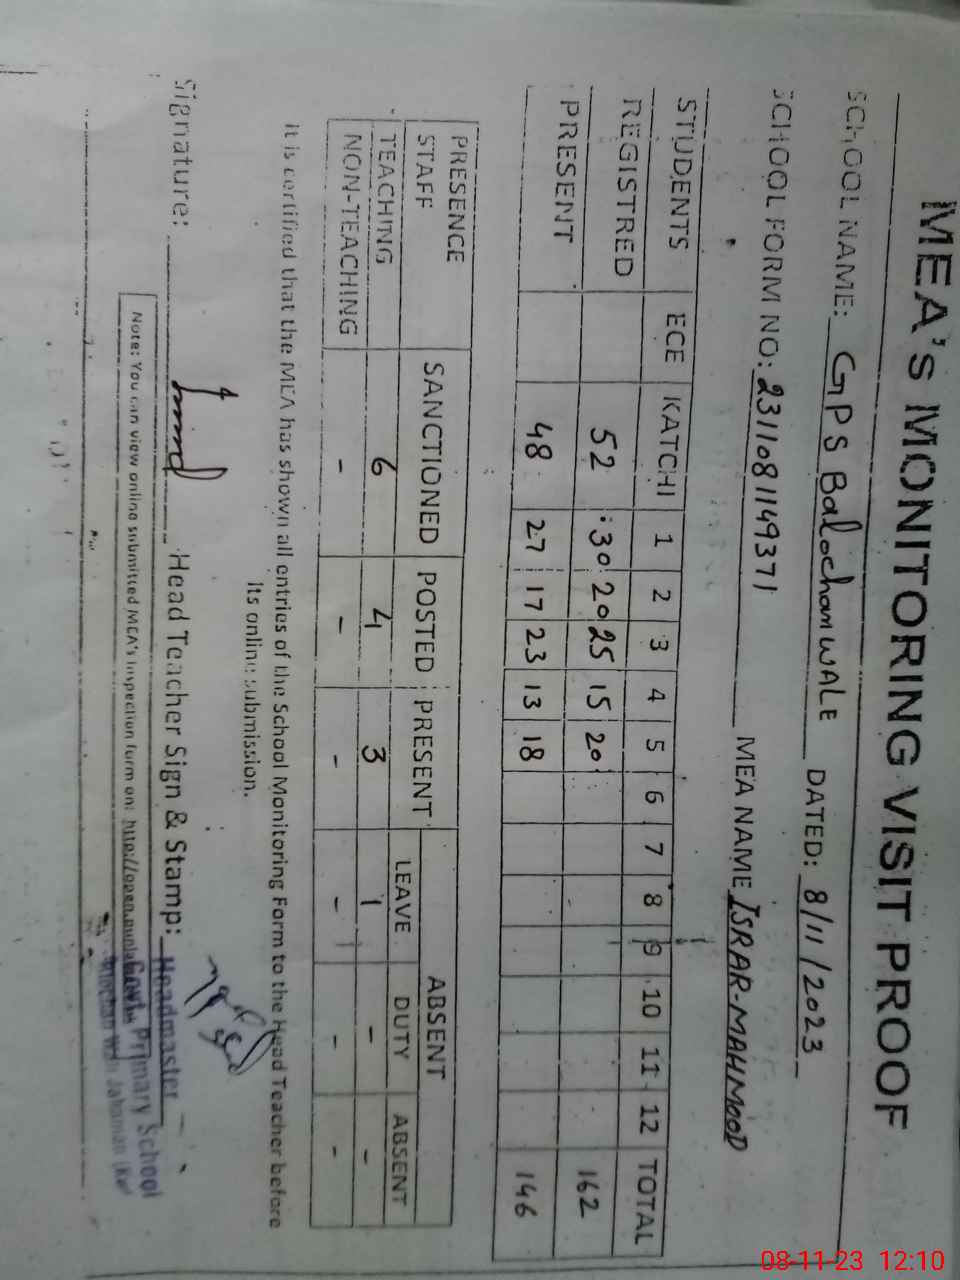 MEA'S MONITORING VISIT PROOF
SCHOOL NAME: GPS Balochanwale DATED: 8/11/2023
SCHOOL FORM NO: 2311081149371 MEA NAME ISRAR-MAHMOOD
STUDENTS ECE KATCHI 1 2 3 4 5 6 7 8 9 10 11 12 TOTAL
REGISTRED 52 30 20 25 15 20 162
PRESENT 48 27 17 23 13 18 146
PRESENCE STAFF SANCTIONED POSTED PRESENT ABSENT
LEAVE DUTY ABSENT
TEACHING 6 4 3 1 - -
NON-TEACHING - - - - - -
It is certified that the MEA has shown all entries of the School Monitoring Form to the Head Teacher before
its online submission.
Signature: Head Teacher Sign & Stamp:
Headmaster
Govt. Primary School
Jahanian
Note: You can view online submitted MEA's inspection form on:
08-11-23 12:10